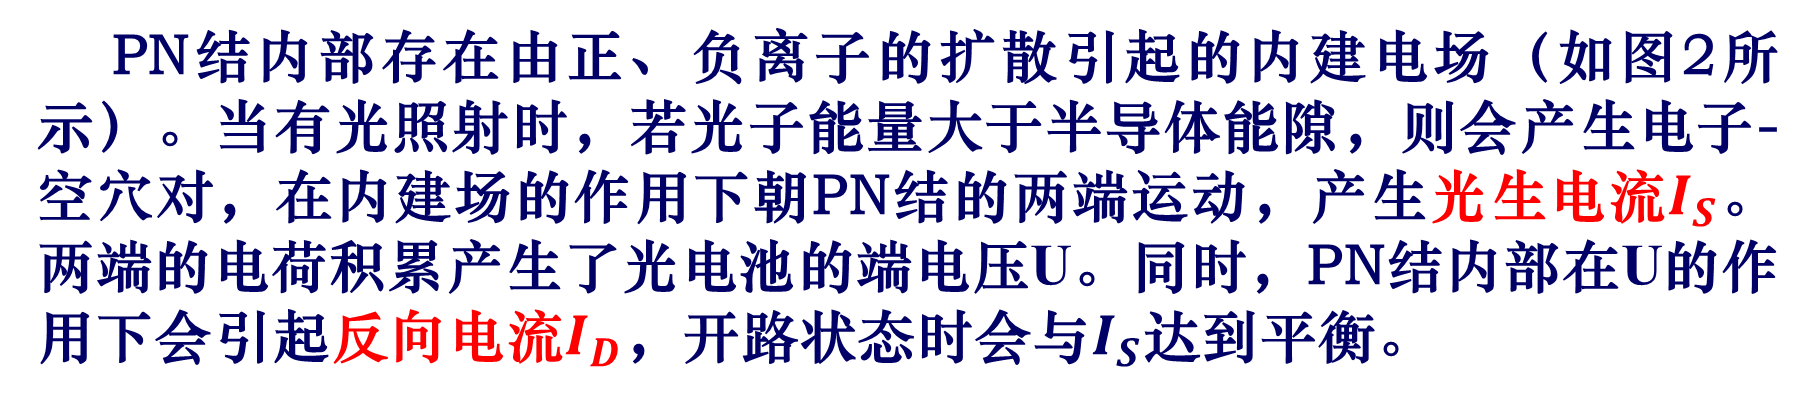 PN结内部存在由正、负离子的扩散引起的内建电场（如图2所
示）。当有光照射时，若光子能量大于半导体能隙，则会产生电子-
空穴对，在内建场的作用下朝PN结的两端运动，产生光生电流I_S。
两端的电荷积累产生了光电池的端电压U。同时，PN结内部在U的作
用下会引起反向电流I_D，开路状态时会与I_S达到平衡。